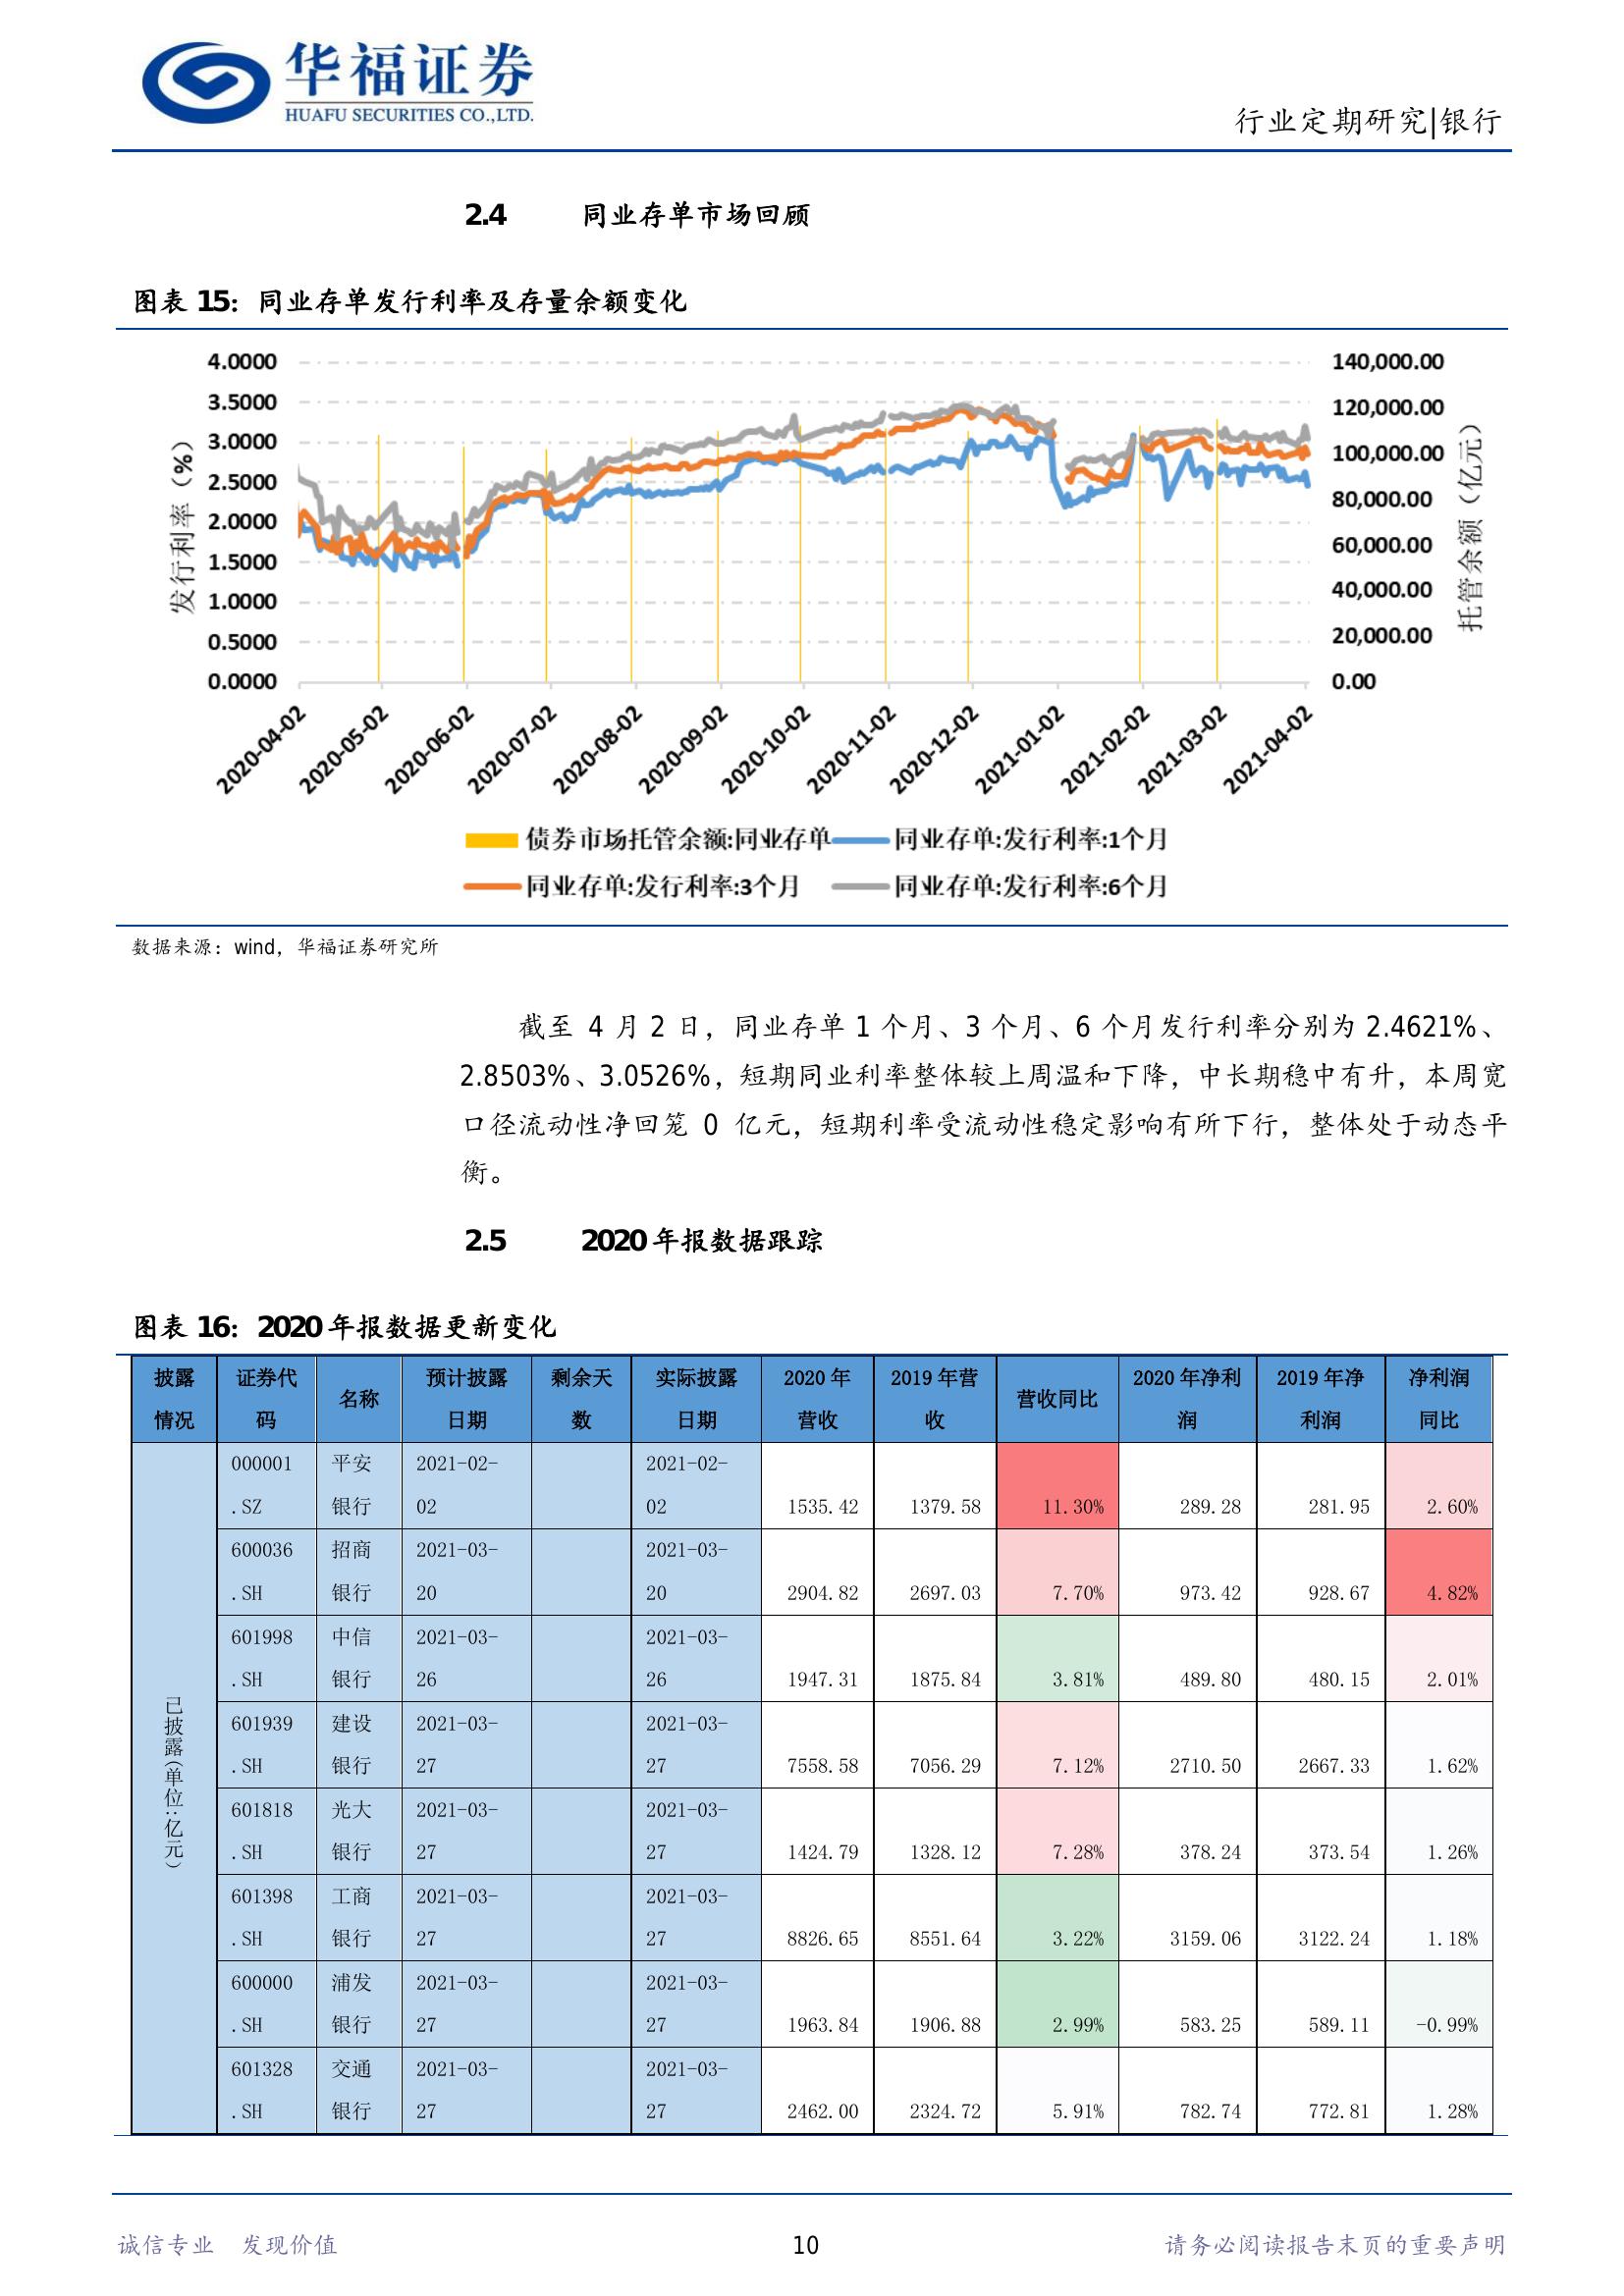 华福证券
HUAFU SECURITIES CO.,LTD.
行业定期研究|银行
2.4 同业存单市场回顾
图表 15：同业存单发行利率及存量余额变化
4.0000
3.5000
3.0000
2.5000
2.0000
1.5000
1.0000
0.5000
0.0000
发行利率（%）
140,000.00
120,000.00
100,000.00
80,000.00
60,000.00
40,000.00
20,000.00
0.00
托管余额（亿元）
2020-04-02
2020-05-02
2020-06-02
2020-07-02
2020-08-02
2020-09-02
2020-10-02
2020-11-02
2020-12-02
2021-01-02
2021-02-02
2021-03-02
2021-04-02
债券市场托管余额:同业存单 同业存单:发行利率:1个月
同业存单:发行利率:3个月 同业存单:发行利率:6个月
数据来源：wind，华福证券研究所
截至 4 月 2 日，同业存单 1 个月、3 个月、6 个月发行利率分别为 2.4621%、
2.8503%、3.0526%，短期同业利率整体较上周温和下降，中长期稳中有升，本周宽
口径流动性净回笼 0 亿元，短期利率受流动性稳定影响有所下行，整体处于动态平
衡。
2.5 2020 年报数据跟踪
图表 16：2020 年报数据更新变化
披露 证券代 名称 预计披露 剩余天 实际披露 2020 年 2019 年营 营收同比 2020 年净利 2019 年净 净利润
情况 码 日期 数 日期 营收 收 润 利润 同比
已披露（单位：亿元）
000001 平安 2021-02- 2021-02-
.SZ 银行 02 02 1535.42 1379.58 11.30% 289.28 281.95 2.60%
600036 招商 2021-03- 2021-03-
.SH 银行 20 20 2904.82 2697.03 7.70% 973.42 928.67 4.82%
601998 中信 2021-03- 2021-03-
.SH 银行 26 26 1947.31 1875.84 3.81% 489.80 480.15 2.01%
601939 建设 2021-03- 2021-03-
.SH 银行 27 27 7558.58 7056.29 7.12% 2710.50 2667.33 1.62%
601818 光大 2021-03- 2021-03-
.SH 银行 27 27 1424.79 1328.12 7.28% 378.24 373.54 1.26%
601398 工商 2021-03- 2021-03-
.SH 银行 27 27 8826.65 8551.64 3.22% 3159.06 3122.24 1.18%
600000 浦发 2021-03- 2021-03-
.SH 银行 27 27 1963.84 1906.88 2.99% 583.25 589.11 -0.99%
601328 交通 2021-03- 2021-03-
.SH 银行 27 27 2462.00 2324.72 5.91% 782.74 772.81 1.28%
诚信专业 发现价值 10 请务必阅读报告末页的重要声明